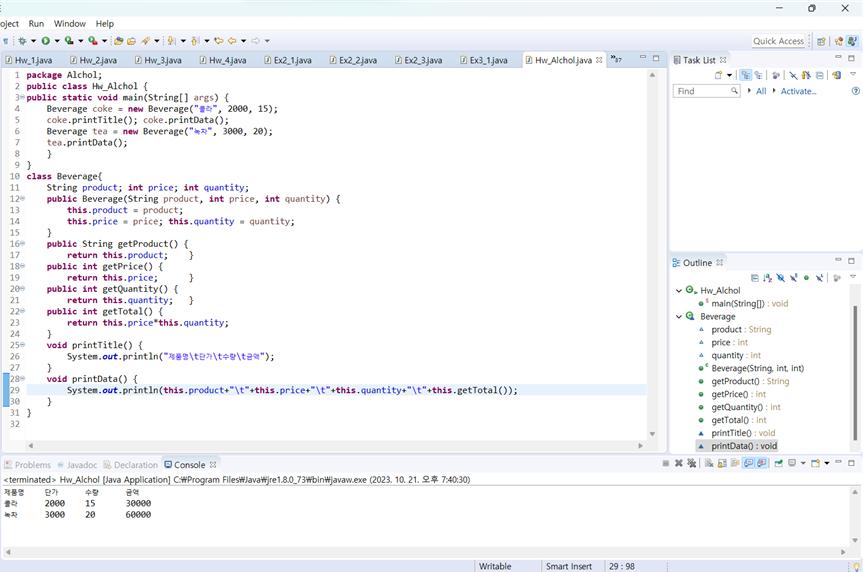 oject Run Window Help
Quick Access
Hw_1.java Hw_2.java Hw_3.java Hw_4.java Ex2_1.java Ex2_2.java Ex2_3.java Ex3_1.java Hw_Alchol.java »37
1 package Alchol;
2 public class Hw_Alchol {
3 public static void main(String[] args) {
4 Beverage coke = new Beverage("콜라", 2000, 15);
5 coke.printTitle(); coke.printData();
6 Beverage tea = new Beverage("녹차", 3000, 20);
7 tea.printData();
8 }
9 }
10 class Beverage{
11 String product; int price; int quantity;
12 public Beverage(String product, int price, int quantity) {
13 this.product = product;
14 this.price = price; this.quantity = quantity;
15 }
16 public String getProduct() {
17 return this.product; }
18 public int getPrice() {
19 return this.price; }
20 public int getQuantity() {
21 return this.quantity; }
22 public int getTotal() {
23 return this.price*this.quantity;
24 }
25 void printTitle() {
26 System.out.println("제품명\t단가\t수량\t금액");
27 }
28 void printData() {
29 System.out.println(this.product+"\t"+this.price+"\t"+this.quantity+"\t"+this.getTotal());
30 }
31 }
32
Task List
Find All Activate...
Outline
Hw_Alchol
main(String[]) : void
Beverage
product : String
price : int
quantity : int
Beverage(String, int, int)
getProduct() : String
getPrice() : int
getQuantity() : int
getTotal() : int
printTitle() : void
printData() : void
Problems Javadoc Declaration Console
<terminated> Hw_Alchol [Java Application] C:₩Program Files₩Java₩jre1.8.0_73₩bin₩javaw.exe (2023. 10. 21. 오후 7:40:30)
제품명 단가 수량 금액
콜라 2000 15 30000
녹차 3000 20 60000
Writable Smart Insert 29 : 98